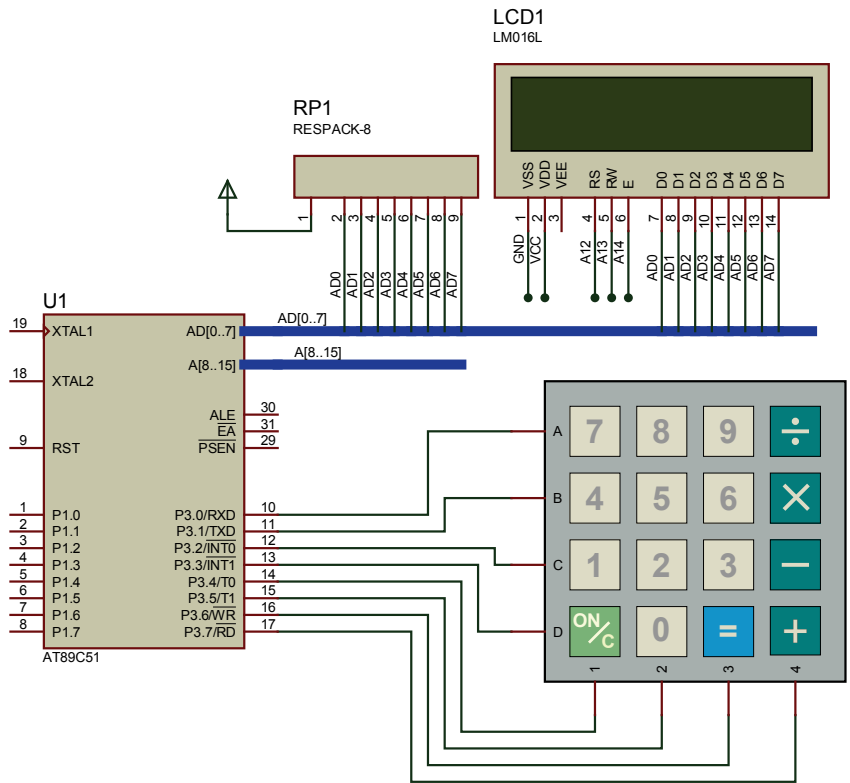 LCD1
LM016L
RP1
RESPACK-8
VSS VDD VEE RS RW E D0 D1 D2 D3 D4 D5 D6 D7
1 2 3 4 5 6 7 8 9 10 11 12 13 14
GND VCC A12 A13 A14 AD0 AD1 AD2 AD3 AD4 AD5 AD6 AD7
1 2 3 4 5 6 7 8 9
AD0 AD1 AD2 AD3 AD4 AD5 AD6 AD7
U1
AD[0..7]
19 XTAL1 AD[0..7]
A[8..15]
A[8..15]
18 XTAL2
ALE 30
EA 31
9 RST PSEN 29
1 P1.0 P3.0/RXD 10
2 P1.1 P3.1/TXD 11
3 P1.2 P3.2/INT0 12
4 P1.3 P3.3/INT1 13
5 P1.4 P3.4/T0 14
6 P1.5 P3.5/T1 15
7 P1.6 P3.6/WR 16
8 P1.7 P3.7/RD 17
AT89C51
A 7 8 9 ÷
B 4 5 6 ×
C 1 2 3 −
D ON/C 0 = +
1 2 3 4